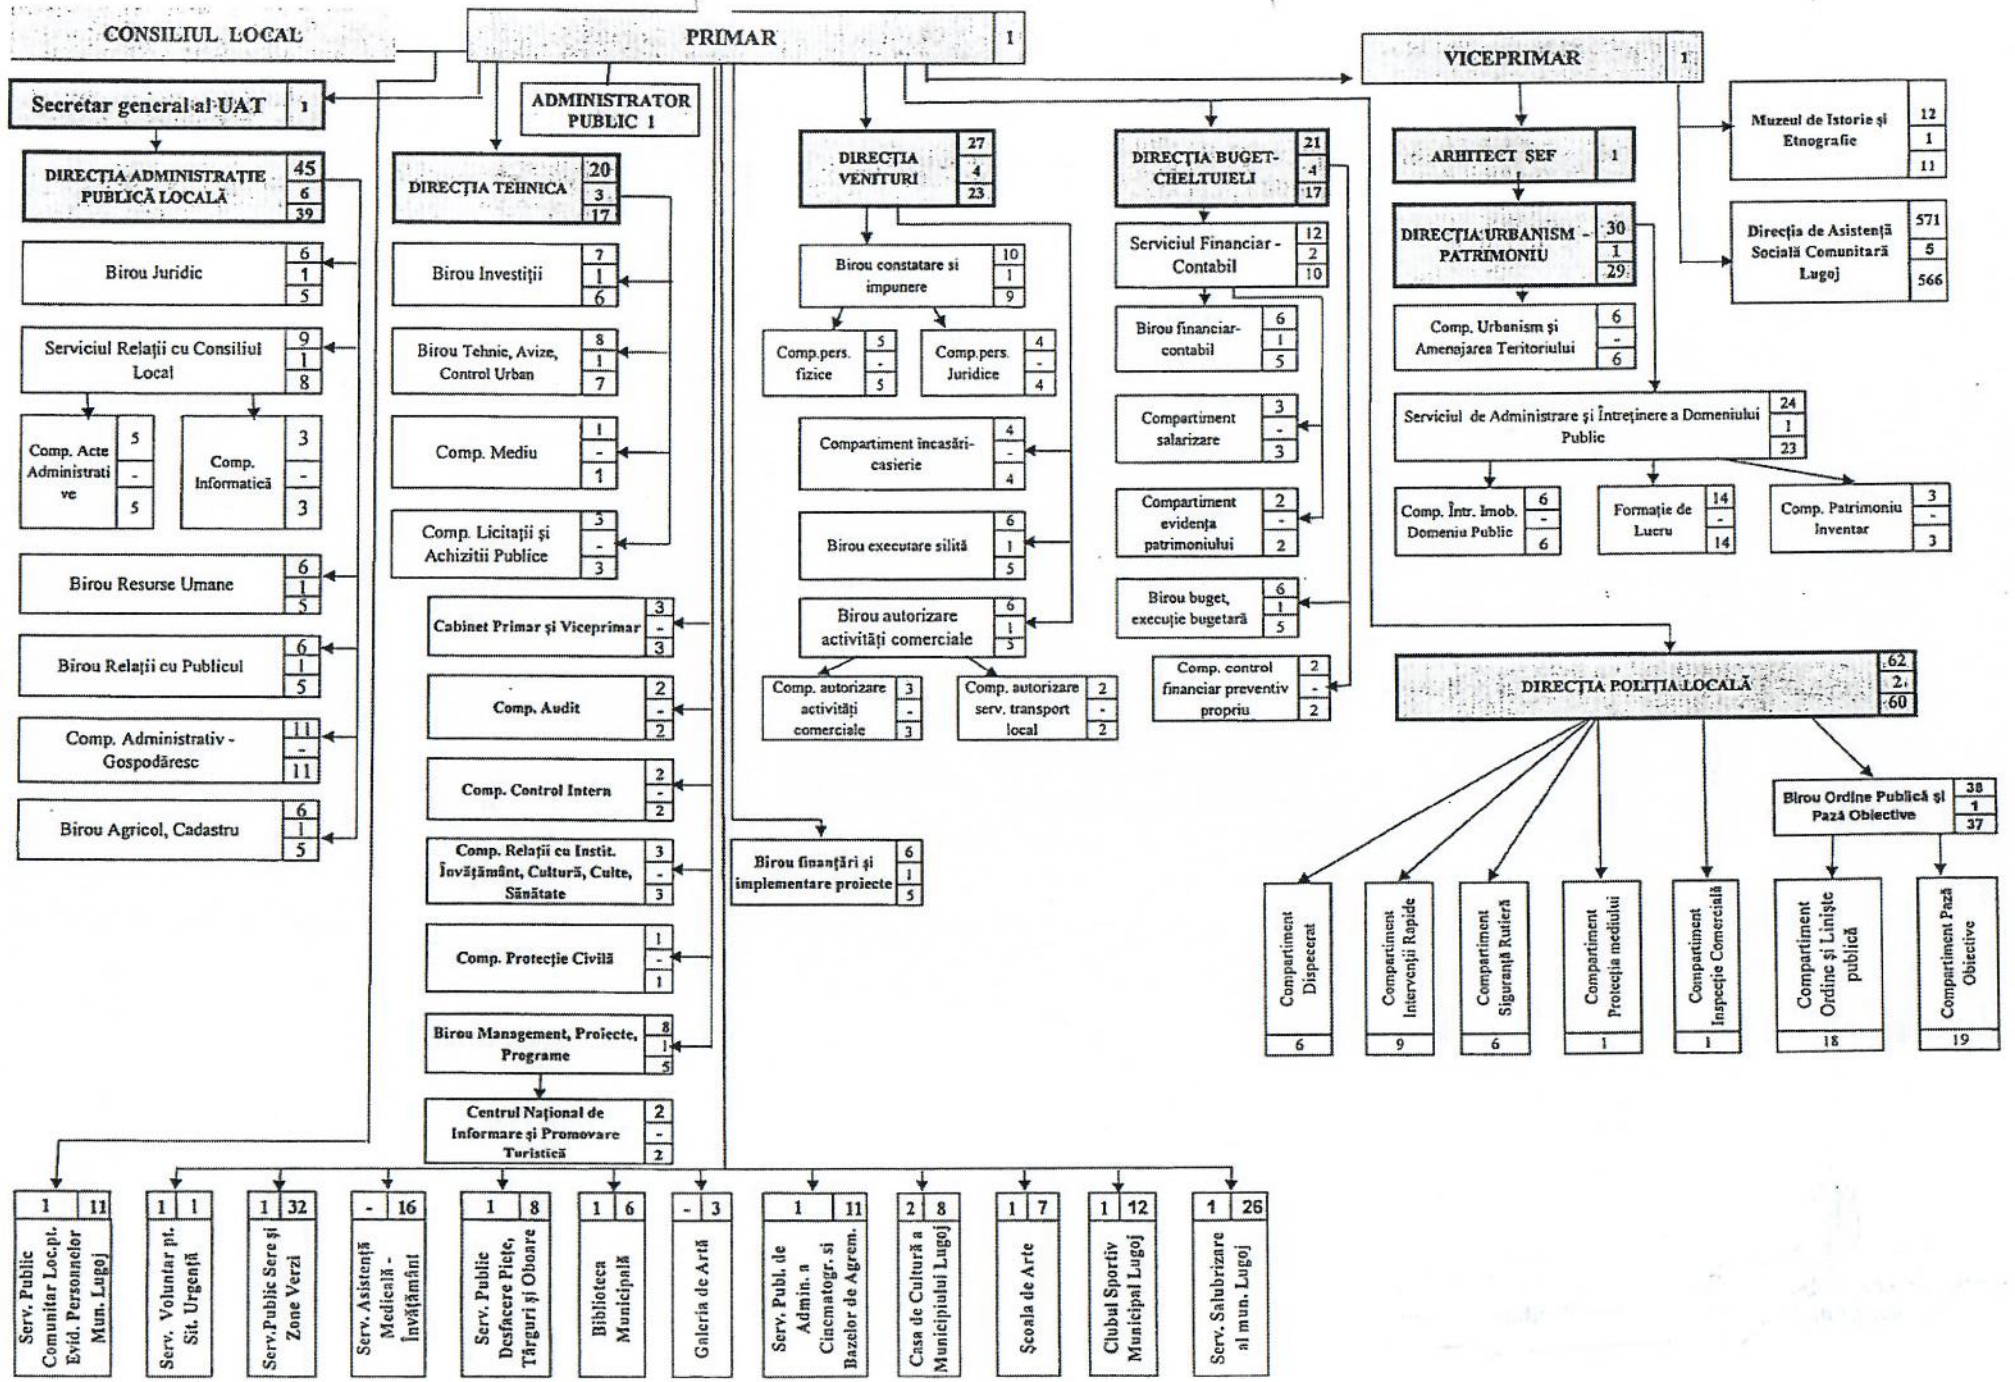 CONSILIUL LOCAL
PRIMAR
1
VICEPRIMAR
1
Secretar general al UAT
1
ADMINISTRATOR
PUBLIC 1
DIRECȚIA ADMINISTRAȚIE
PUBLICĂ LOCALĂ
45
6
39
Birou Juridic
6
1
5
Serviciul Relații cu Consiliul
Local
9
1
8
Comp. Acte
Administrati
ve
5
-
5
Comp.
Informatică
3
-
3
Birou Resurse Umane
6
1
5
Birou Relații cu Publicul
6
1
5
Comp. Administrativ -
Gospodăresc
11
-
11
Birou Agricol, Cadastru
6
1
5
DIRECȚIA TEHNICA
20
3
17
Birou Investiții
7
1
6
Birou Tehnic, Avize,
Control Urban
8
1
7
Comp. Mediu
1
-
1
Comp. Licitații și
Achizitii Publice
3
-
3
Cabinet Primar și Viceprimar
3
-
3
Comp. Audit
2
-
2
Comp. Control Intern
2
-
2
Comp. Relații cu Instit.
Învățământ, Cultură, Culte,
Sănătate
3
-
3
Comp. Protecție Civilă
1
-
1
Birou Management, Proiecte,
Programe
8
1
5
Centrul Național de
Informare și Promovare
Turistică
2
-
2
DIRECȚIA
VENITURI
27
4
23
Birou constatare si
impunere
10
1
9
Comp.pers.
fizice
5
-
5
Comp.pers.
Juridice
4
-
4
Compartiment încasări-
casierie
4
-
4
Birou executare silită
6
1
5
Birou autorizare
activități comerciale
6
1
5
Comp. autorizare
activități
comerciale
3
-
3
Comp. autorizare
serv. transport
local
2
-
2
Birou finanțări și
implementare proiecte
6
1
5
DIRECȚIA BUGET-
CHELTUIELI
21
4
17
Serviciul Financiar -
Contabil
12
2
10
Birou financiar-
contabil
6
1
5
Compartiment
salarizare
3
-
3
Compartiment
evidența
patrimoniului
2
-
2
Birou buget,
execuție bugetară
6
1
5
Comp. control
financiar preventiv
propriu
2
-
2
ARHITECT ȘEF
1
DIRECȚIA URBANISM -
PATRIMONIU
30
1
29
Comp. Urbanism și
Amenajarea Teritoriului
6
-
6
Serviciul de Administrare și Întreținere a Domeniului
Public
24
1
23
Comp. Într. Imob.
Domeniu Public
6
-
6
Formație de
Lucru
14
-
14
Comp. Patrimoniu
Inventar
3
-
3
Muzeul de Istorie și
Etnografie
12
1
11
Direcția de Asistență
Socială Comunitară
Lugoj
571
5
566
DIRECȚIA POLIȚIA LOCALĂ
62
2
60
Birou Ordine Publică și
Pază Obiective
38
1
37
Compartiment
Dispecerat
6
Compartiment
Intervenții Rapide
9
Compartiment
Siguranță Rutieră
6
Compartiment
Protecția mediului
1
Compartiment
Inspecție Comercială
1
Compartiment
Ordine și Liniște
publică
18
Compartiment Pază
Obiective
19
1 11
Serv. Public
Comunitar Loc.pt.
Evid. Personnelor
Mun. Lugoj
1 1
Serv. Voluntar pt.
Sit. Urgență
1 32
Serv.Public Sere și
Zone Verzi
- 16
Serv. Asistență
Medicală -
Învățământ
1 8
Serv. Public
Desfacere Piețe,
Târguri și Oboare
1 6
Biblioteca
Municipală
- 3
Galeria de Artă
1 11
Serv. Publ. de
Admin. a
Cinematogr. si
Bazelor de Agrem.
2 8
Casa de Cultură a
Municipiului Lugoj
1 7
Școala de Arte
1 12
Clubul Sportiv
Municipal Lugoj
1 26
Serv. Salubrizare
al mun. Lugoj